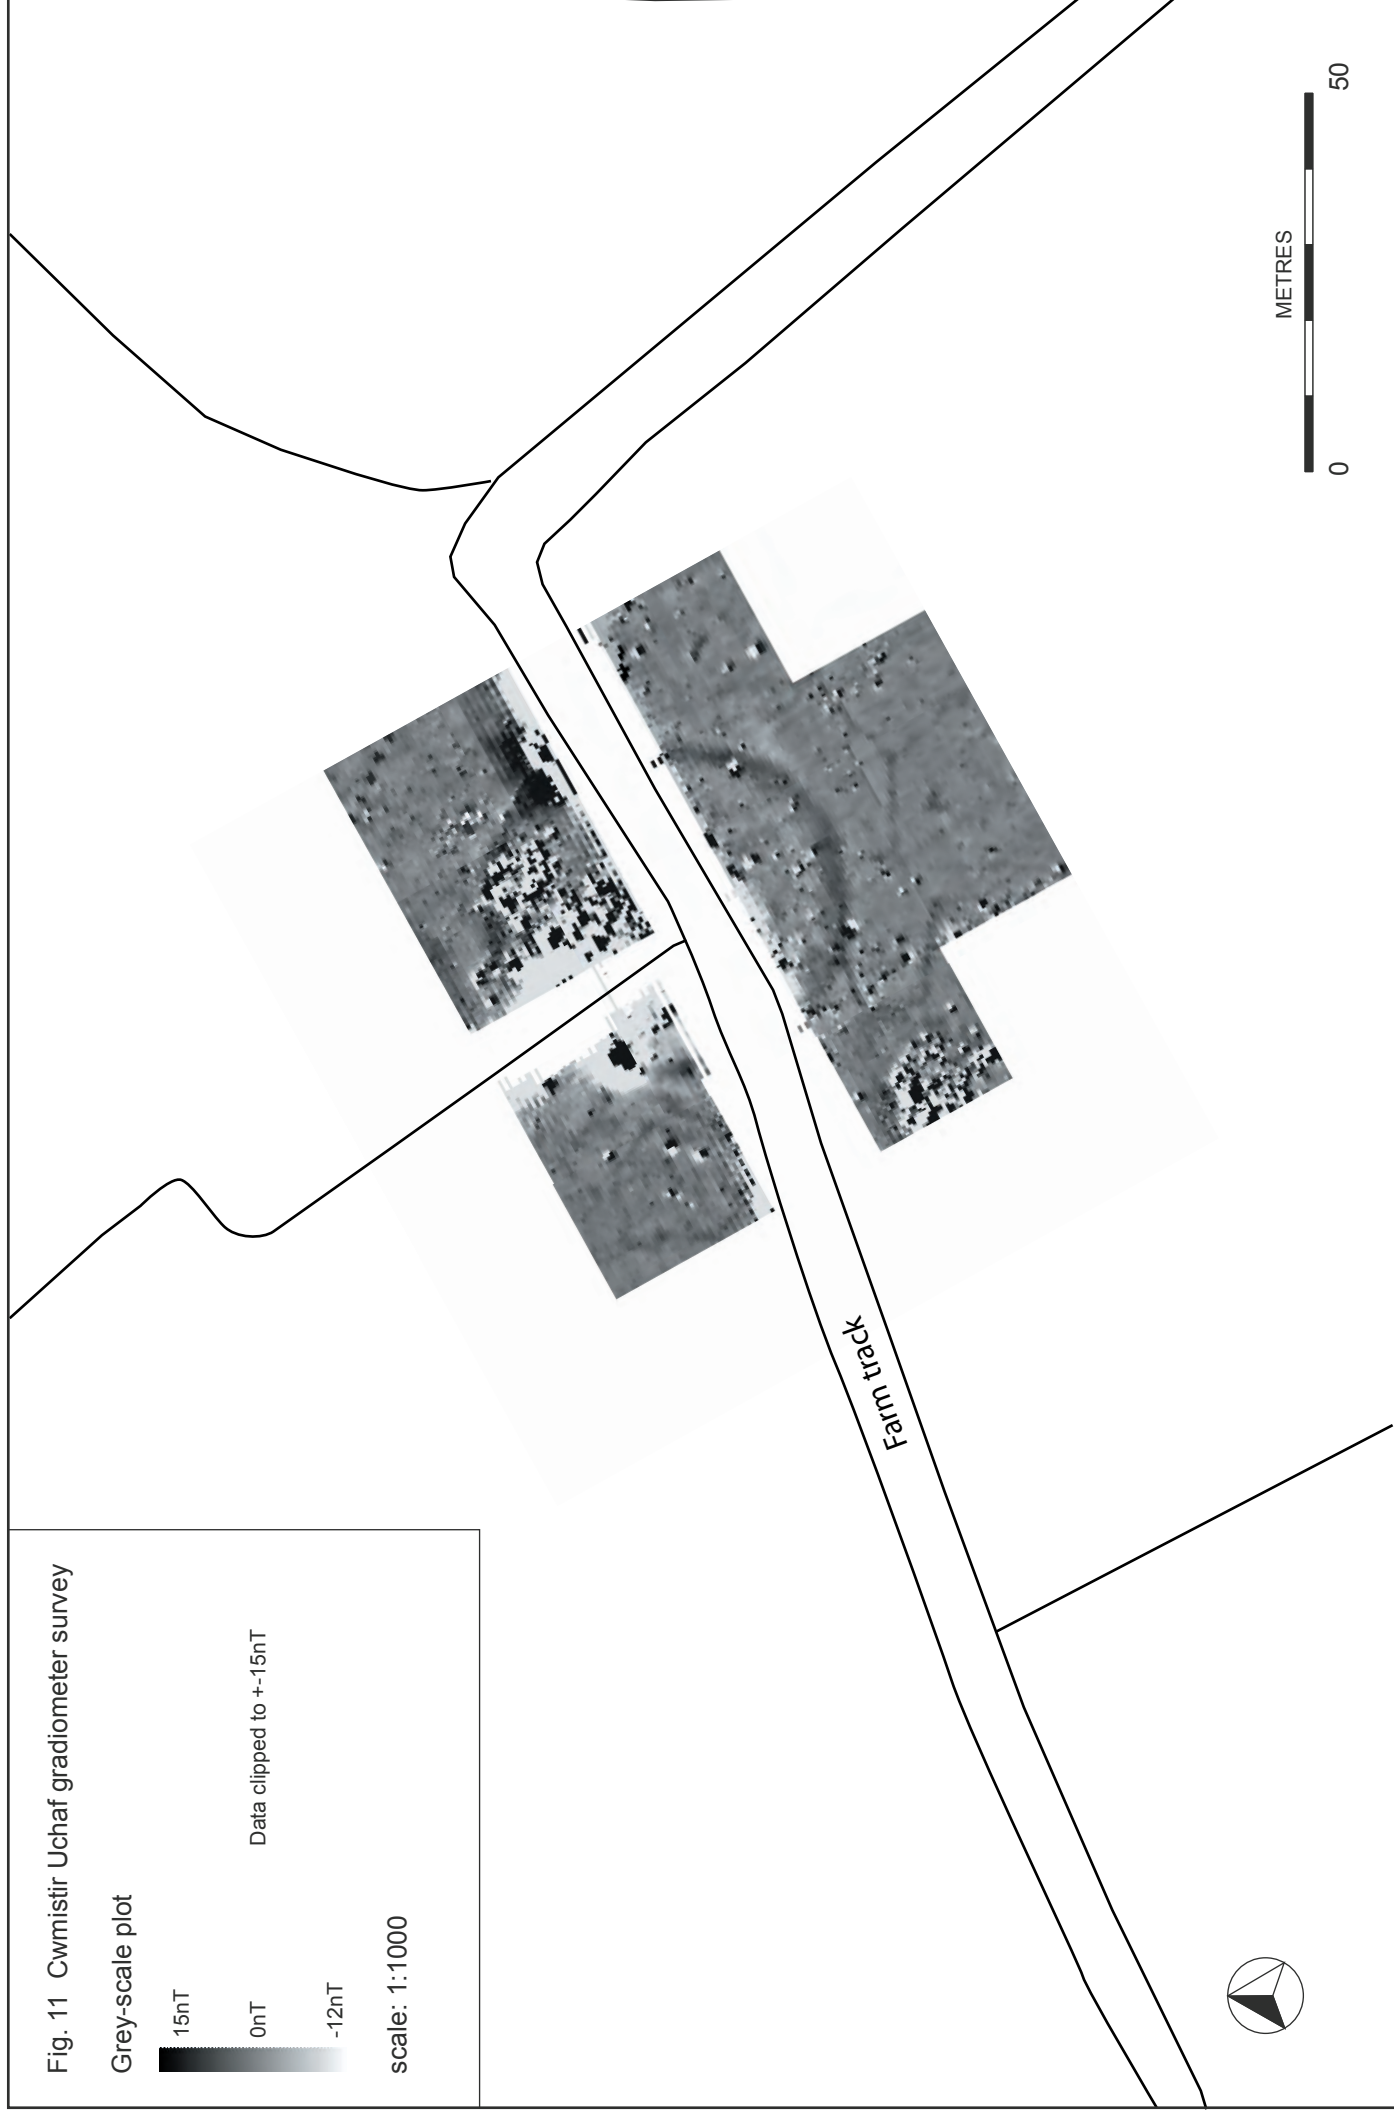 Fig. 11 Cwmistir Uchaf gradiometer survey
Grey-scale plot
15nT
0nT
-12nT
Data clipped to +-15nT
scale: 1:1000
Farm track
METRES
0
50